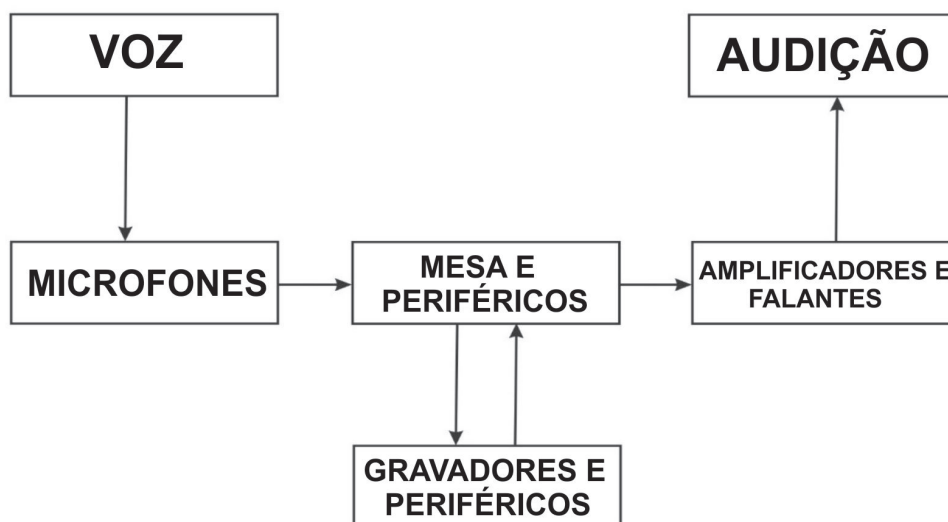 VOZ
AUDIÇÃO
MICROFONES
MESA E
PERIFÉRICOS
AMPLIFICADORES E
FALANTES
GRAVADORES E
PERIFÉRICOS